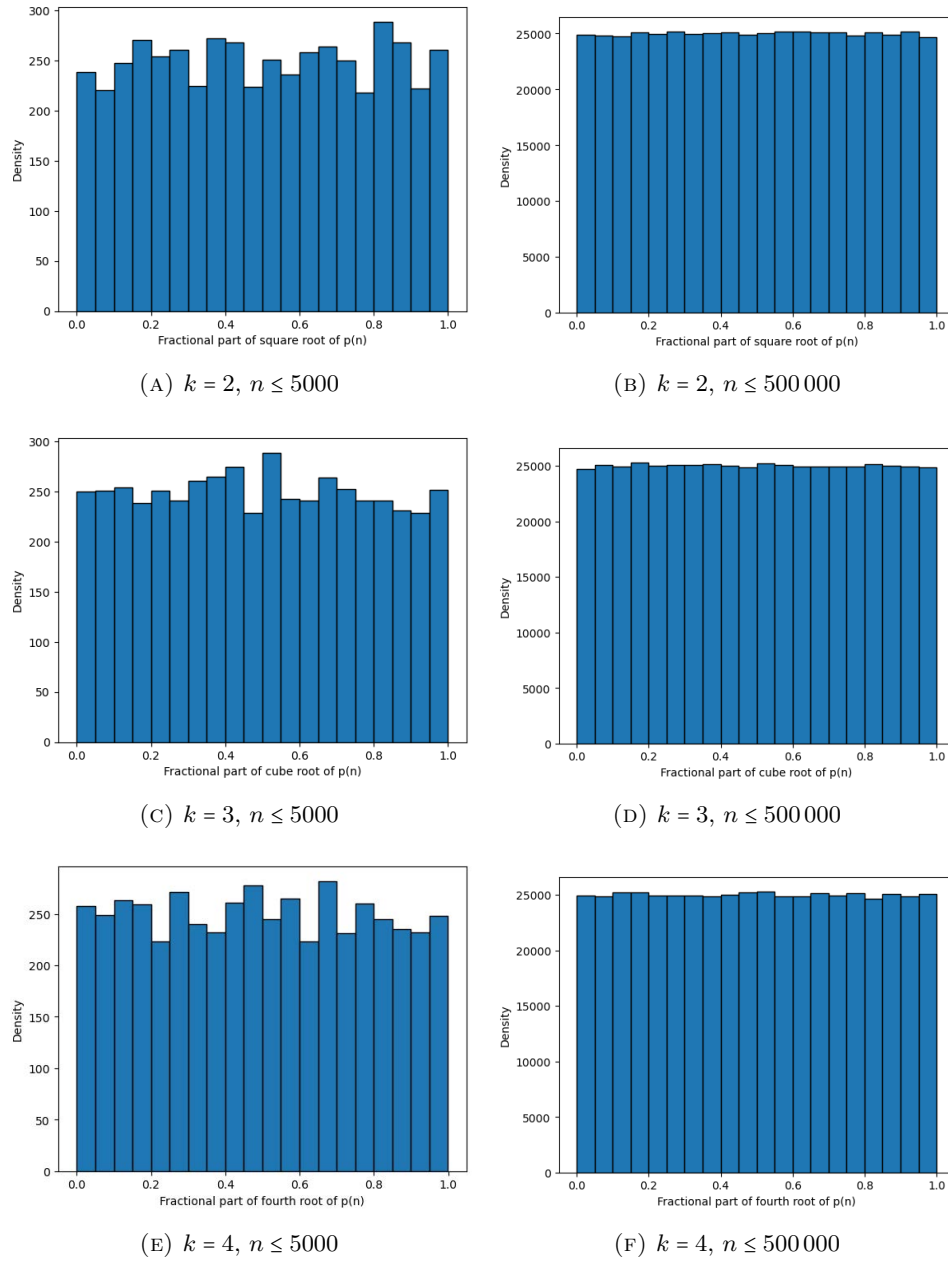 300
250
200
150
100
50
0
Density
0.0 0.2 0.4 0.6 0.8 1.0
Fractional part of square root of p(n)
(A) k = 2, n ≤ 5000
25000
20000
15000
10000
5000
0
Density
0.0 0.2 0.4 0.6 0.8 1.0
Fractional part of square root of p(n)
(B) k = 2, n ≤ 500 000
300
250
200
150
100
50
0
Density
0.0 0.2 0.4 0.6 0.8 1.0
Fractional part of cube root of p(n)
(C) k = 3, n ≤ 5000
25000
20000
15000
10000
5000
0
Density
0.0 0.2 0.4 0.6 0.8 1.0
Fractional part of cube root of p(n)
(D) k = 3, n ≤ 500 000
250
200
150
100
50
0
Density
0.0 0.2 0.4 0.6 0.8 1.0
Fractional part of fourth root of p(n)
(E) k = 4, n ≤ 5000
25000
20000
15000
10000
5000
0
Density
0.0 0.2 0.4 0.6 0.8 1.0
Fractional part of fourth root of p(n)
(F) k = 4, n ≤ 500 000